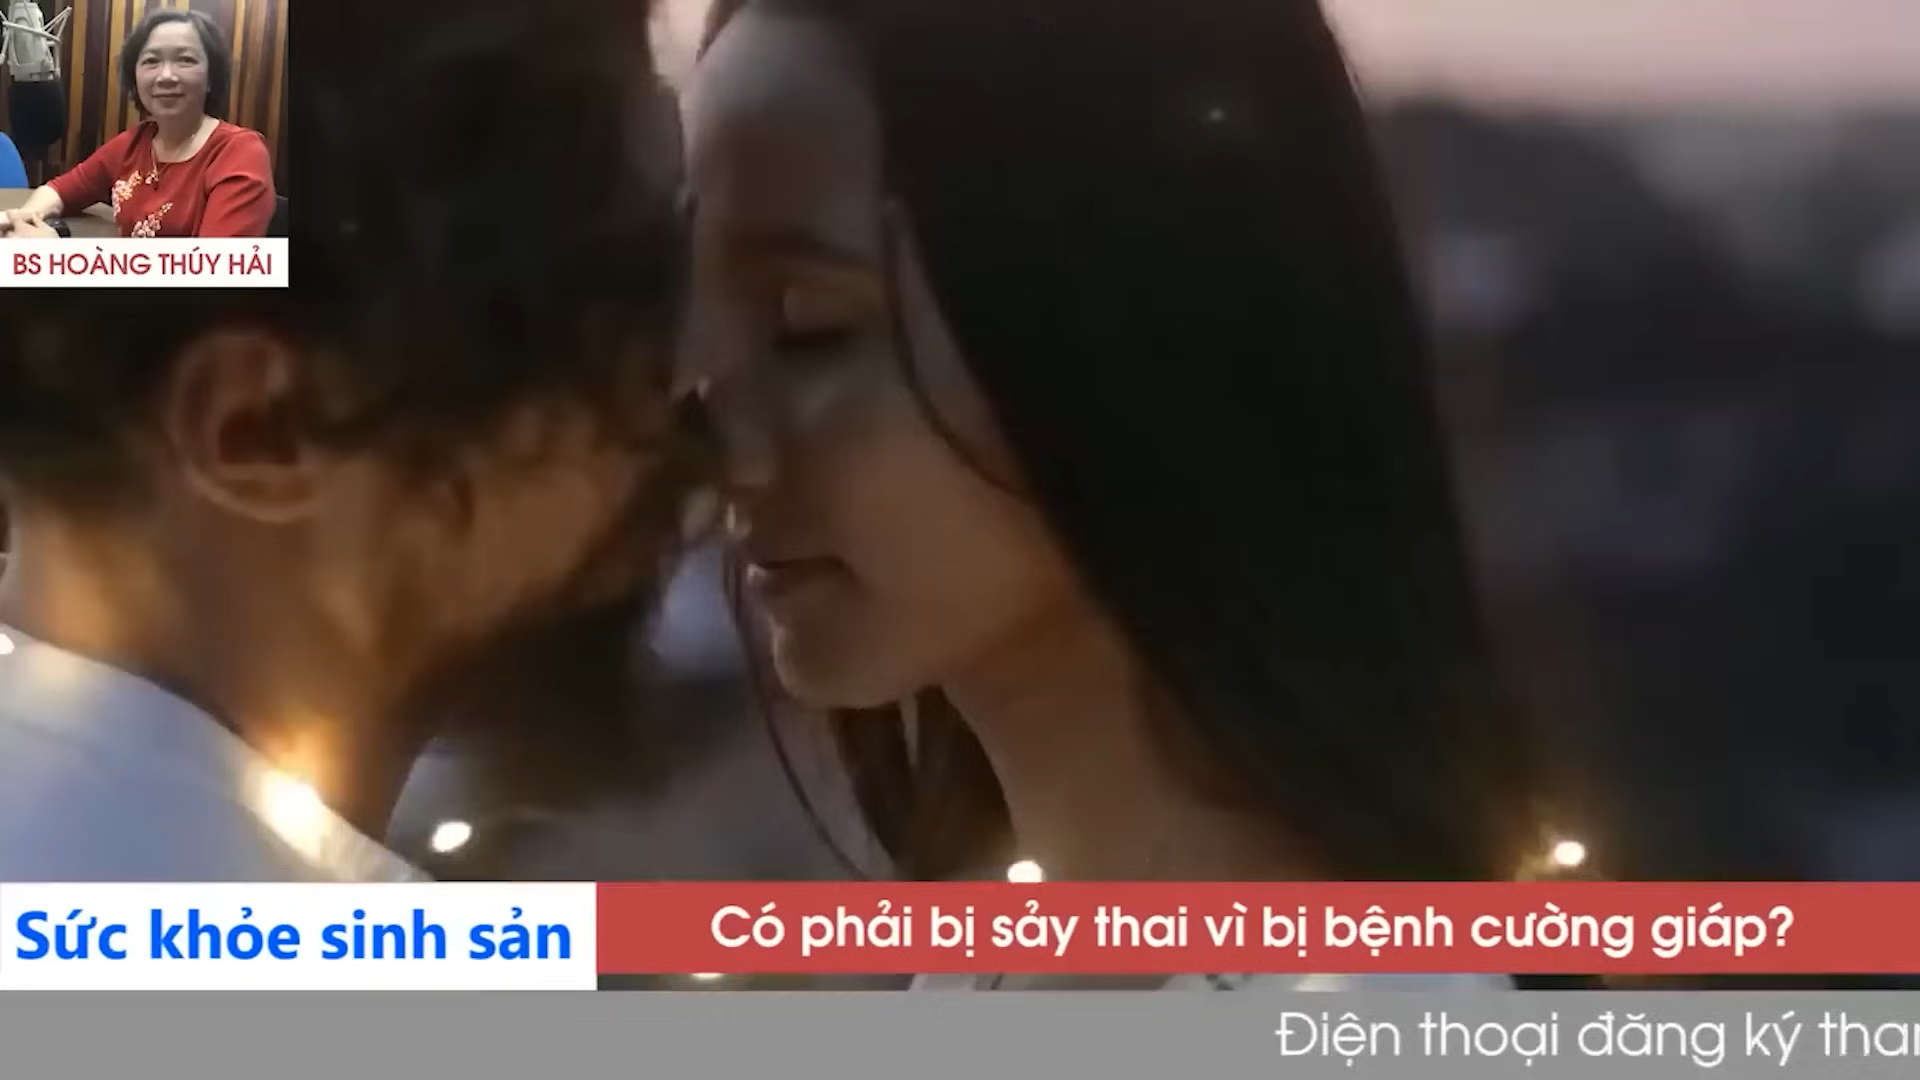 BS HOÀNG THÚY HẢI
Sức khỏe sinh sản
Có phải bị sảy thai vì bị bệnh cường giáp?
Điện thoại đăng ký